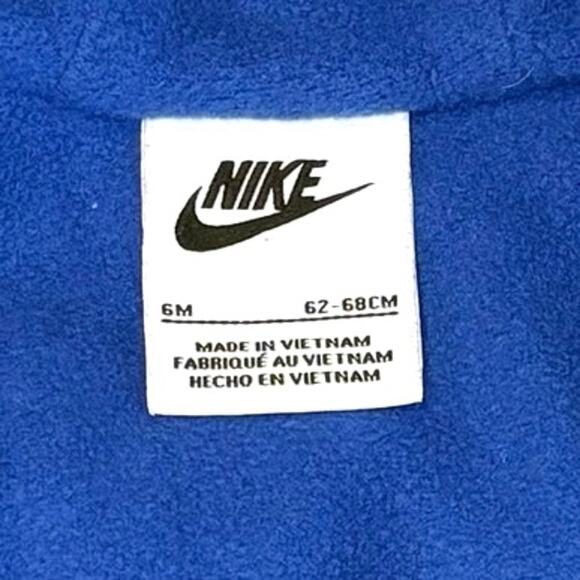 NIKE
6M 62-68CM
MADE IN VIETNAM
FABRIQUÉ AU VIETNAM
HECHO EN VIETNAM